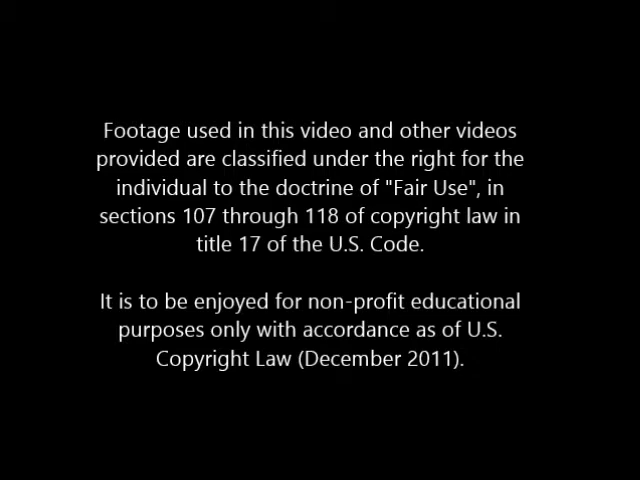 Footage used in this video and other videos
provided are classified under the right for the
individual to the doctrine of "Fair Use", in
sections 107 through 118 of copyright law in
title 17 of the U.S. Code.
It is to be enjoyed for non-profit educational
purposes only with accordance as of U.S.
Copyright Law (December 2011).